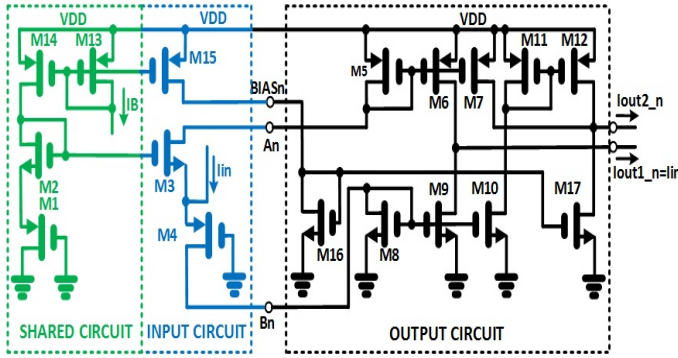 VDD
VDD
VDD
M14
M13
M15
M5
M6
M7
M11
M12
IB
BIASn
An
Iout2_n
Iout1_n=Iin
M2
M1
M3
Iin
M4
M16
M8
M9
M10
M17
Bn
SHARED CIRCUIT
INPUT CIRCUIT
OUTPUT CIRCUIT